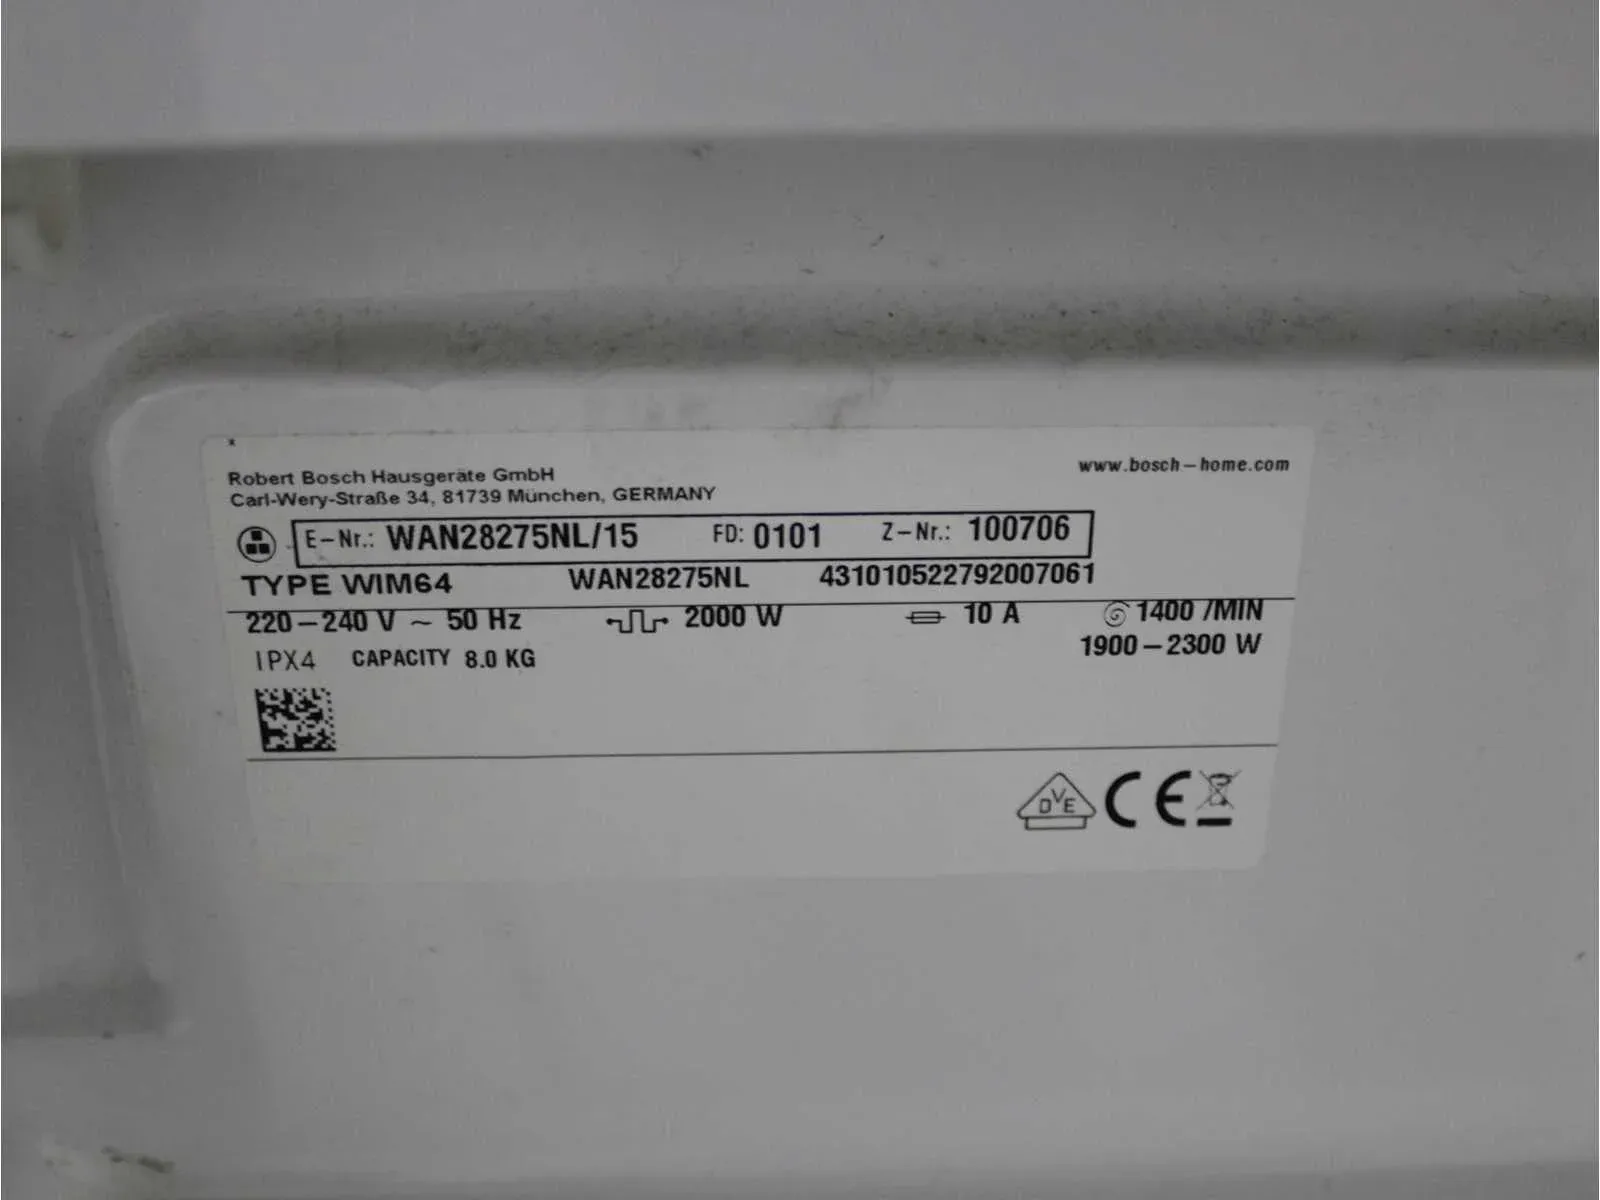 *
Robert Bosch Hausgeräte GmbH www.bosch-home.com
Carl-Wery-Straße 34, 81739 München, GERMANY
E-Nr.: WAN28275NL/15 FD: 0101 Z-Nr.: 100706
TYPE WIM64 WAN28275NL 431010522792007061
220-240 V ~ 50 Hz 2000 W 10 A 1400 /MIN
IPX4 CAPACITY 8.0 KG 1900-2300 W
DVE CE